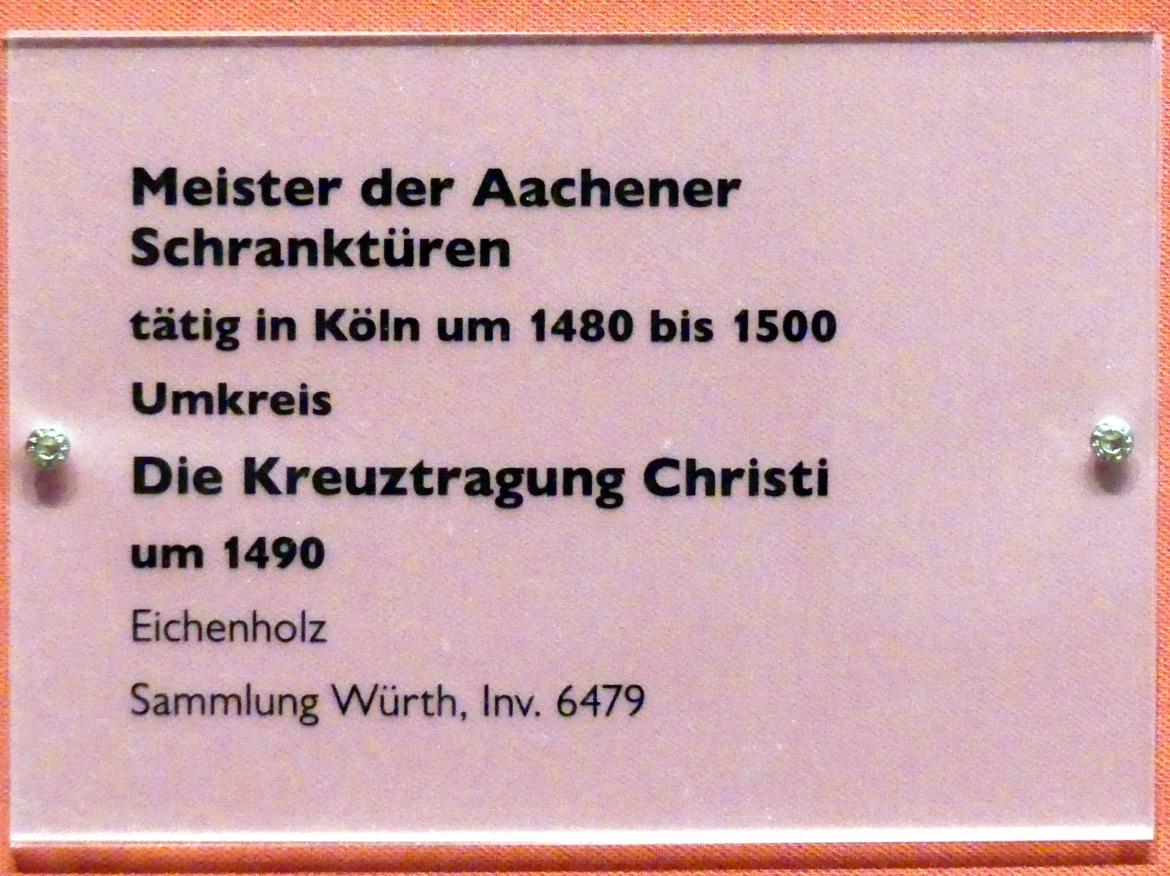 Meister der Aachener
Schranktüren
tätig in Köln um 1480 bis 1500
Umkreis
Die Kreuztragung Christi
um 1490
Eichenholz
Sammlung Würth, Inv. 6479